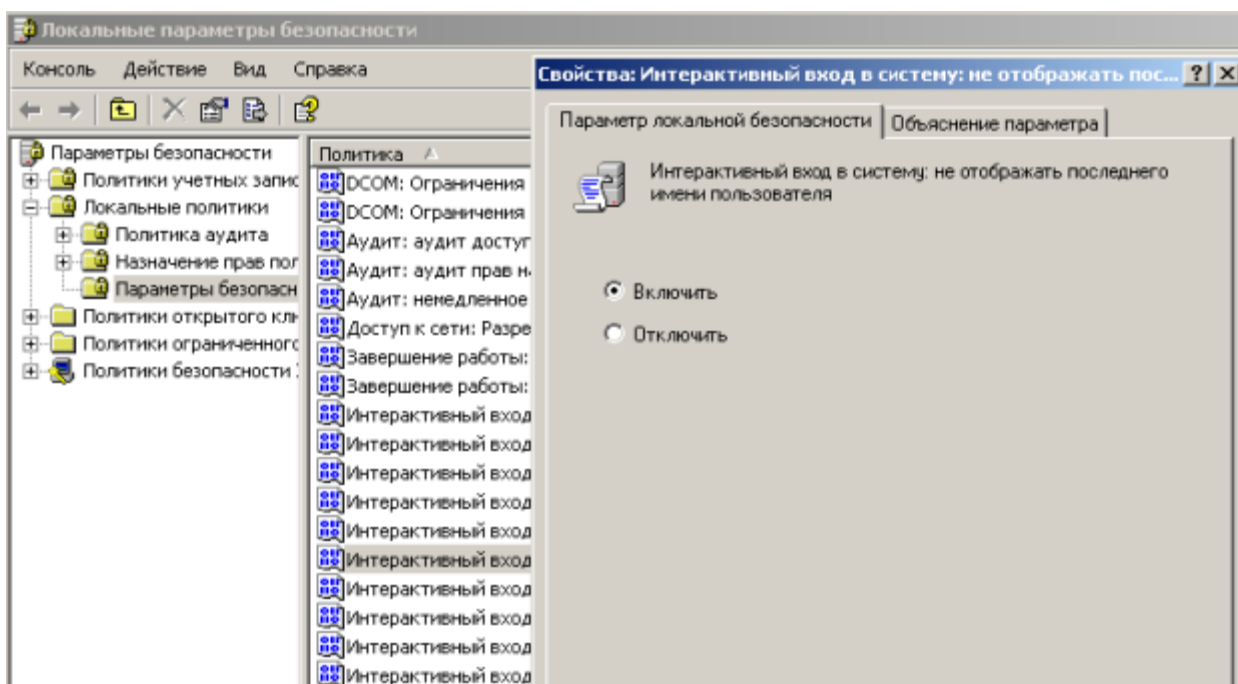 Локальные параметры безопасности
Консоль Действие Вид Справка
Параметры безопасности
Политики учетных запис
Локальные политики
Политика аудита
Назначение прав пол
Параметры безопасн
Политики открытого клю
Политики ограниченного
Политики безопасности
Политика
DCOM: Ограничения
DCOM: Ограничения
Аудит: аудит доступ
Аудит: аудит прав н
Аудит: немедленное
Доступ к сети: Разре
Завершение работы:
Завершение работы:
Интерактивный вход
Интерактивный вход
Интерактивный вход
Интерактивный вход
Интерактивный вход
Интерактивный вход
Интерактивный вход
Интерактивный вход
Интерактивный вход
Интерактивный вход
Свойства: Интерактивный вход в систему: не отображать пос...
Параметр локальной безопасности Объяснение параметра
Интерактивный вход в систему: не отображать последнего
имени пользователя
Включить
Отключить